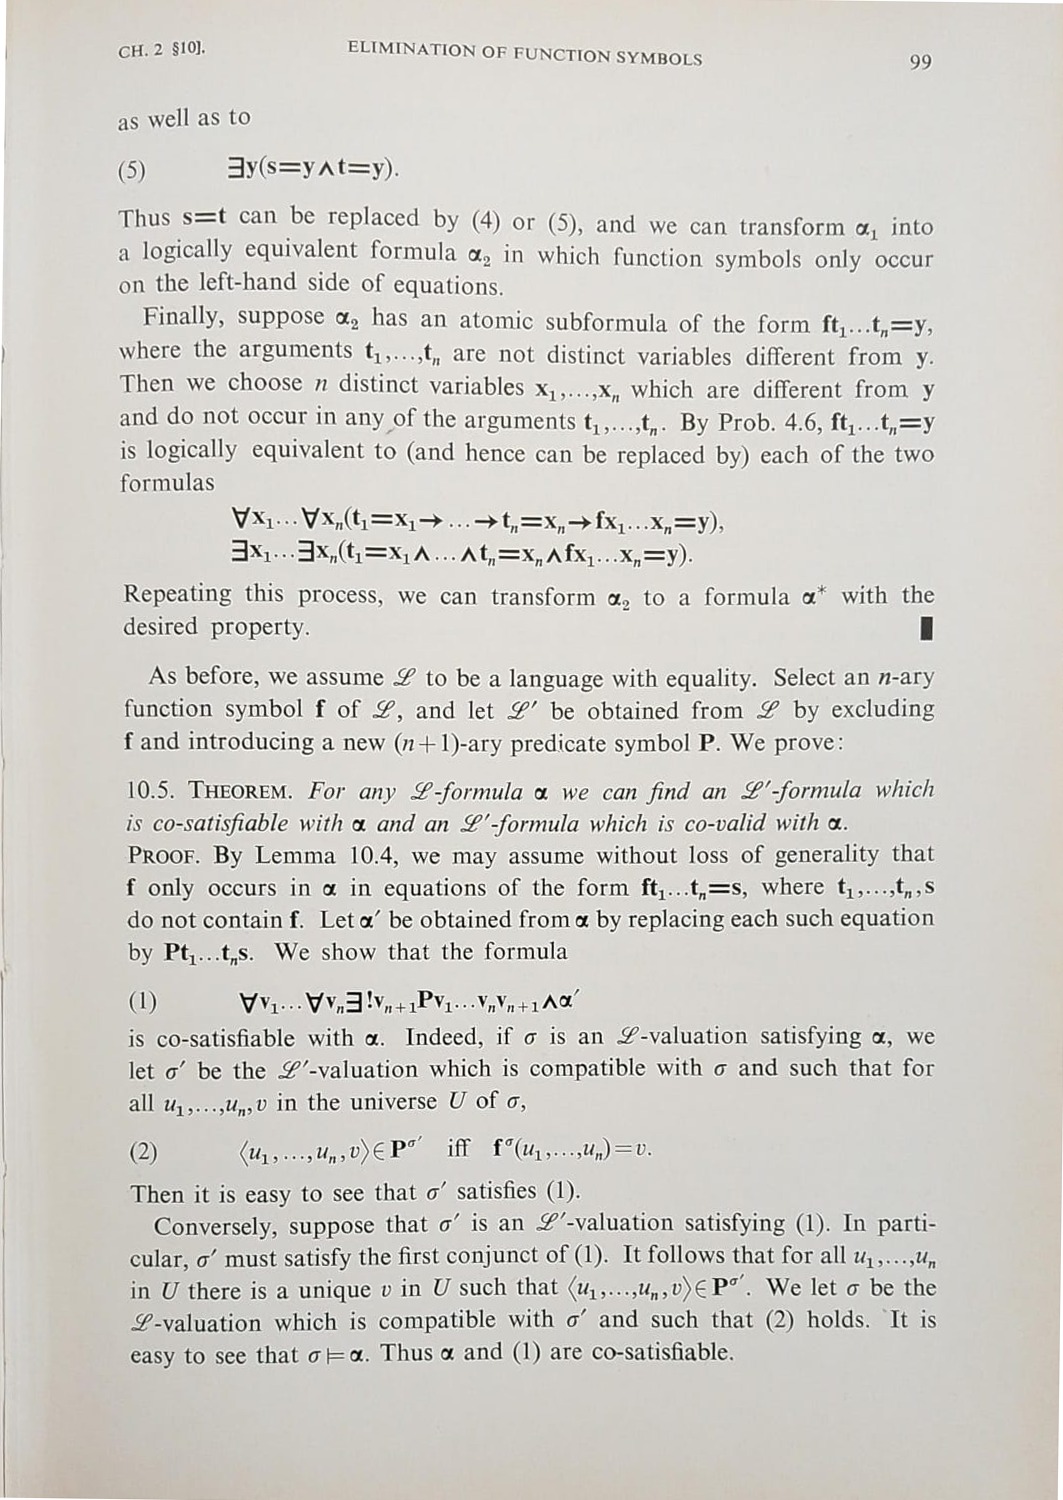 CH. 2 §10].
ELIMINATION OF FUNCTION SYMBOLS
99
as well as to
(5) ∃y(s=y∧t=y).
Thus s=t can be replaced by (4) or (5), and we can transform α₁ into
a logically equivalent formula α₂ in which function symbols only occur
on the left-hand side of equations.
Finally, suppose α₂ has an atomic subformula of the form ft₁...tₙ=y,
where the arguments t₁,...,tₙ are not distinct variables different from y.
Then we choose n distinct variables x₁,...,xₙ which are different from y
and do not occur in any of the arguments t₁,...,tₙ. By Prob. 4.6, ft₁...tₙ=y
is logically equivalent to (and hence can be replaced by) each of the two
formulas
∀x₁...∀xₙ(t₁=x₁→ ...→tₙ=xₙ→fx₁...xₙ=y),
∃x₁...∃xₙ(t₁=x₁∧...∧tₙ=xₙ∧fx₁...xₙ=y).
Repeating this process, we can transform α₂ to a formula α* with the
desired property. ▮
As before, we assume ℒ to be a language with equality. Select an n-ary
function symbol f of ℒ, and let ℒ′ be obtained from ℒ by excluding
f and introducing a new (n+1)-ary predicate symbol P. We prove:
10.5. THEOREM. For any ℒ-formula α we can find an ℒ′-formula which
is co-satisfiable with α and an ℒ′-formula which is co-valid with α.
PROOF. By Lemma 10.4, we may assume without loss of generality that
f only occurs in α in equations of the form ft₁...tₙ=s, where t₁,...,tₙ,s
do not contain f. Let α′ be obtained from α by replacing each such equation
by Pt₁...tₙs. We show that the formula
(1) ∀v₁...∀vₙ∃!vₙ₊₁Pv₁...vₙvₙ₊₁∧α′
is co-satisfiable with α. Indeed, if σ is an ℒ-valuation satisfying α, we
let σ′ be the ℒ′-valuation which is compatible with σ and such that for
all u₁,...,uₙ,v in the universe U of σ,
(2) ⟨u₁,...,uₙ,v⟩∈P^σ′ iff f^σ(u₁,...,uₙ)=v.
Then it is easy to see that σ′ satisfies (1).
Conversely, suppose that σ′ is an ℒ′-valuation satisfying (1). In parti-
cular, σ′ must satisfy the first conjunct of (1). It follows that for all u₁,...,uₙ
in U there is a unique v in U such that ⟨u₁,...,uₙ,v⟩∈P^σ′. We let σ be the
ℒ-valuation which is compatible with σ′ and such that (2) holds. It is
easy to see that σ⊨α. Thus α and (1) are co-satisfiable.